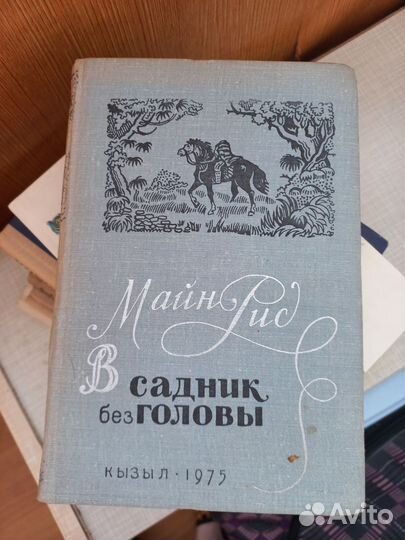 Майн Рид
Всадник
без головы
КЫЗЫЛ · 1975
Avito